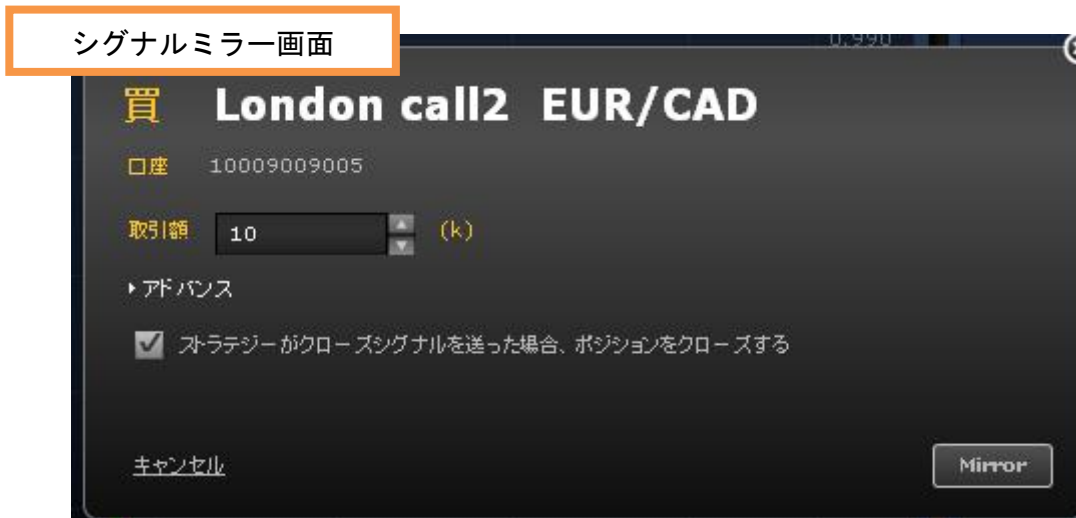 シグナルミラー画面
0.990
買 London call2 EUR/CAD
口座 10009009005
取引額 10 (k)
アドバンス
ストラテジーがクローズシグナルを送った場合、ポジションをクローズする
キャンセル Mirror